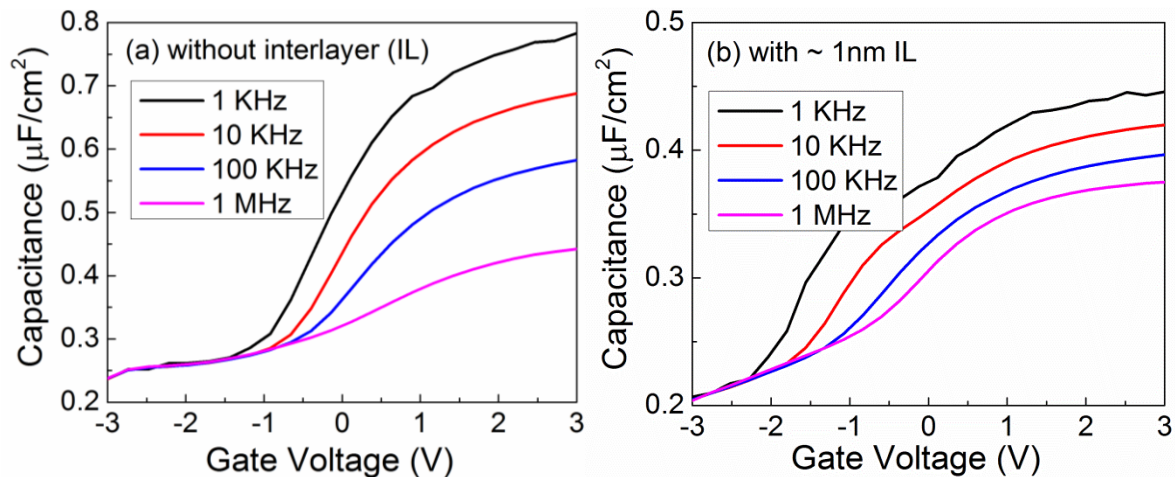 (a) without interlayer (IL)
1 KHz
10 KHz
100 KHz
1 MHz
Capacitance (μF/cm²)
0.8
0.7
0.6
0.5
0.4
0.3
0.2
-3 -2 -1 0 1 2 3
Gate Voltage (V)
(b) with ~ 1nm IL
1 KHz
10 KHz
100 KHz
1 MHz
Capacitance (μF/cm²)
0.5
0.4
0.3
0.2
-3 -2 -1 0 1 2 3
Gate Voltage (V)